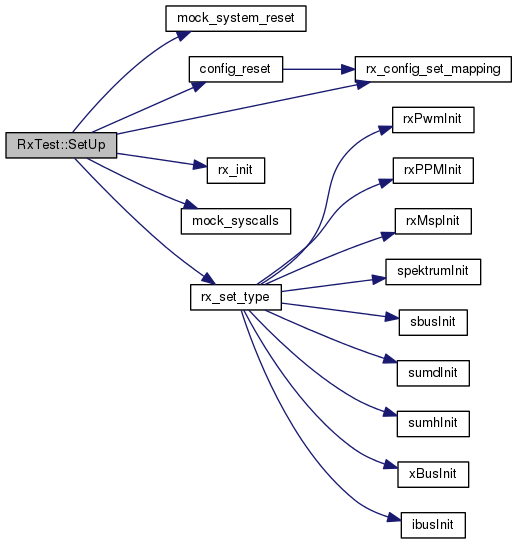 mock_system_reset
config_reset
rx_config_set_mapping
RxTest::SetUp
rx_init
mock_syscalls
rx_set_type
rxPwmInit
rxPPMInit
rxMspInit
spektrumInit
sbusInit
sumdInit
sumhInit
xBusInit
ibusInit